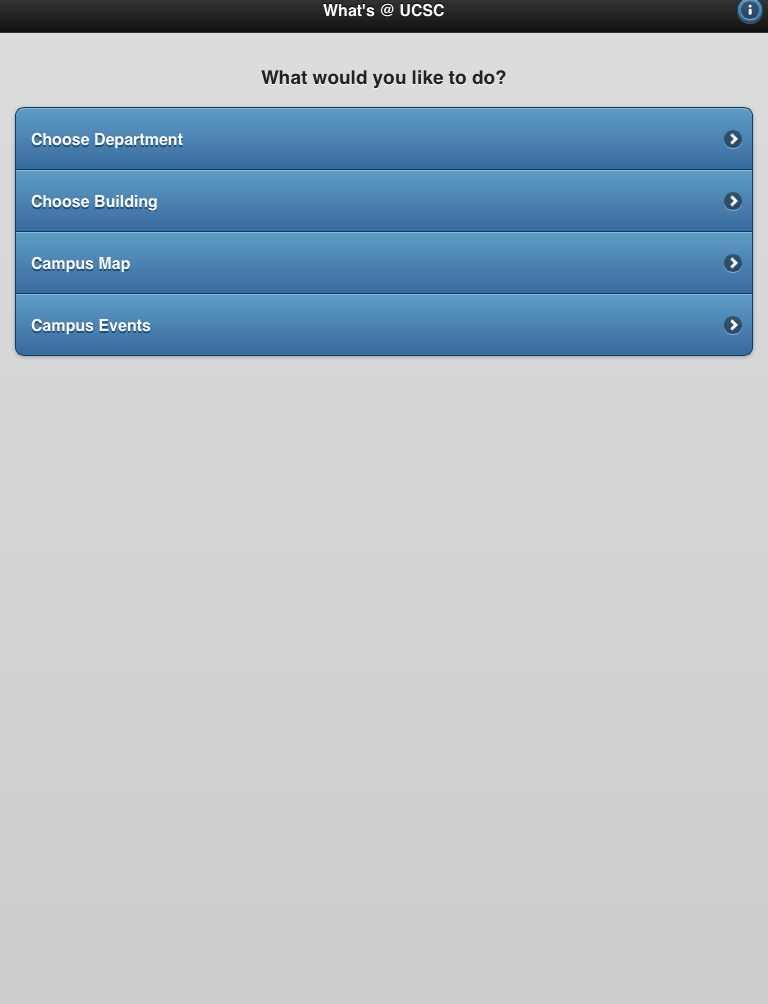 What's @ UCSC
What would you like to do?
Choose Department
Choose Building
Campus Map
Campus Events